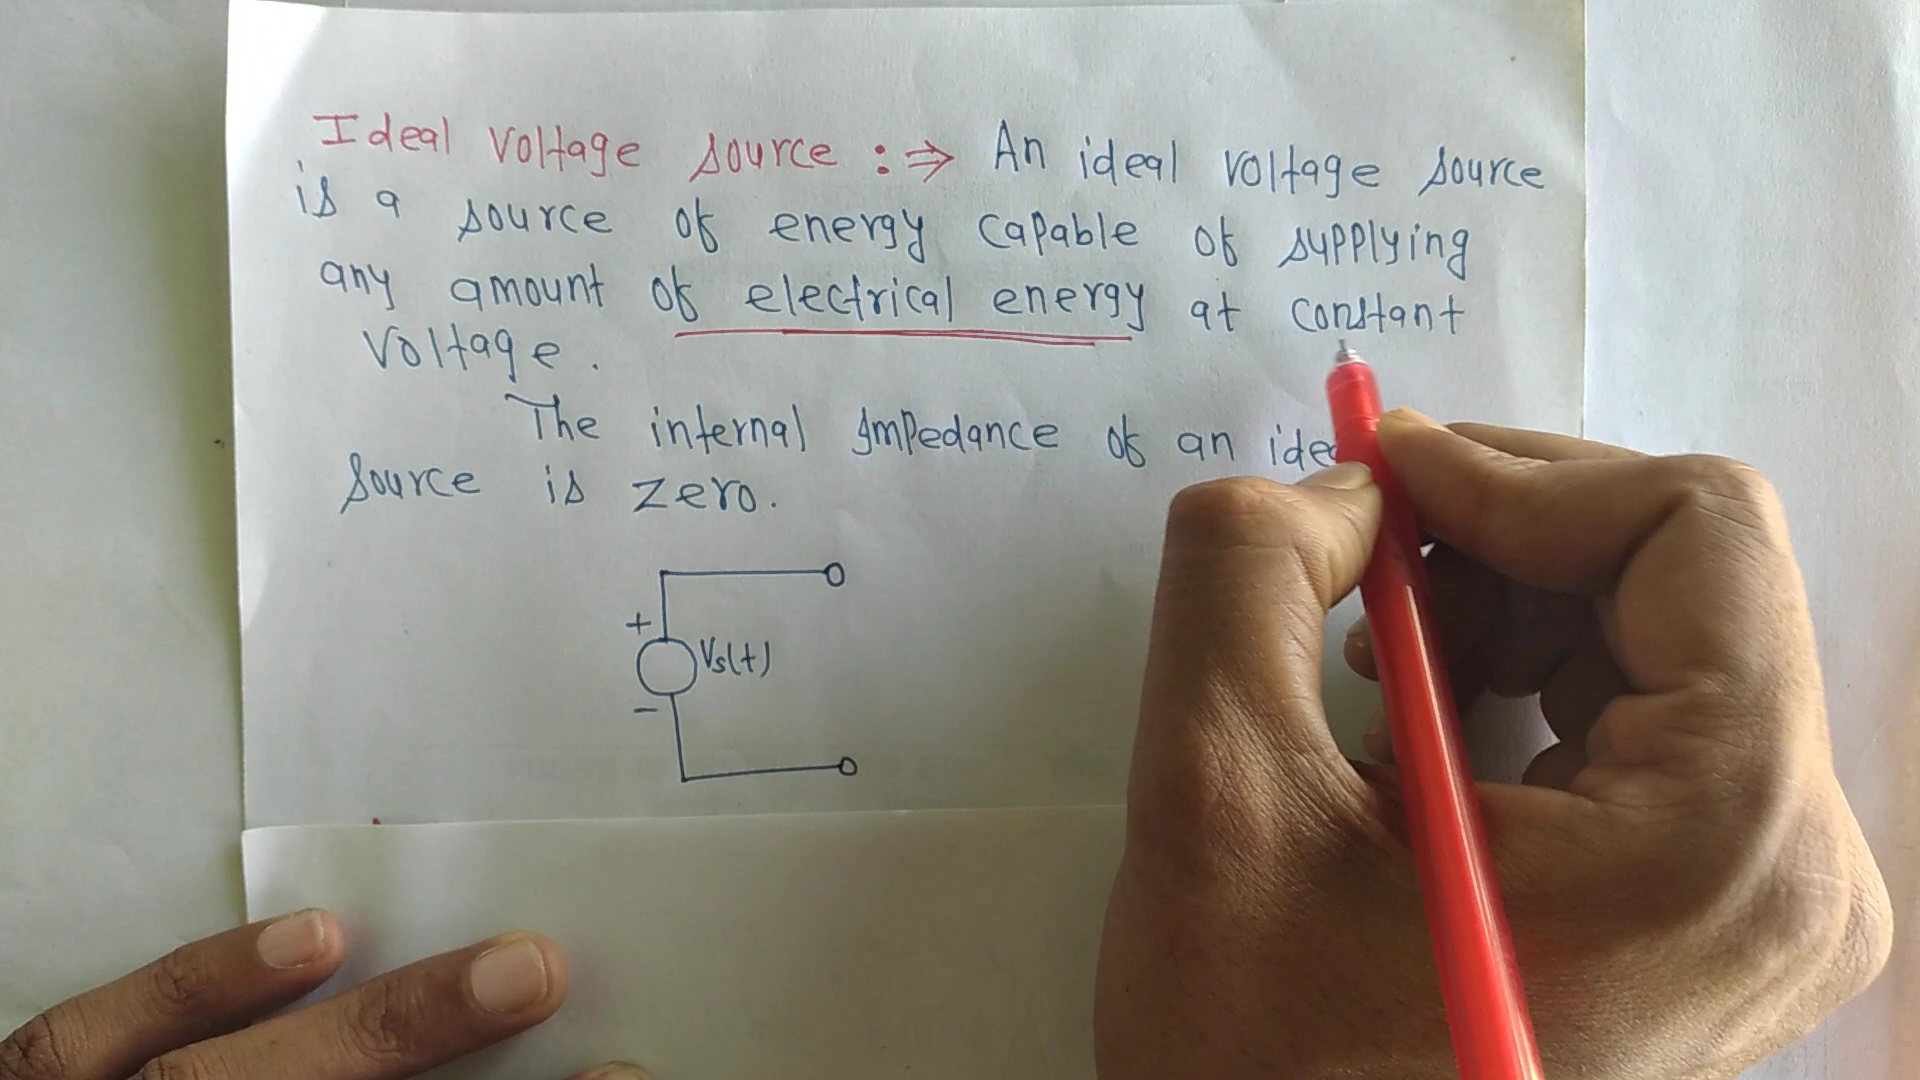 Ideal Voltage source :⇒ An ideal voltage source
is a source of energy capable of supplying
any amount of electrical energy at constant
Voltage.
The internal Impedance of an
source is zero.
+
Vs(t)
-